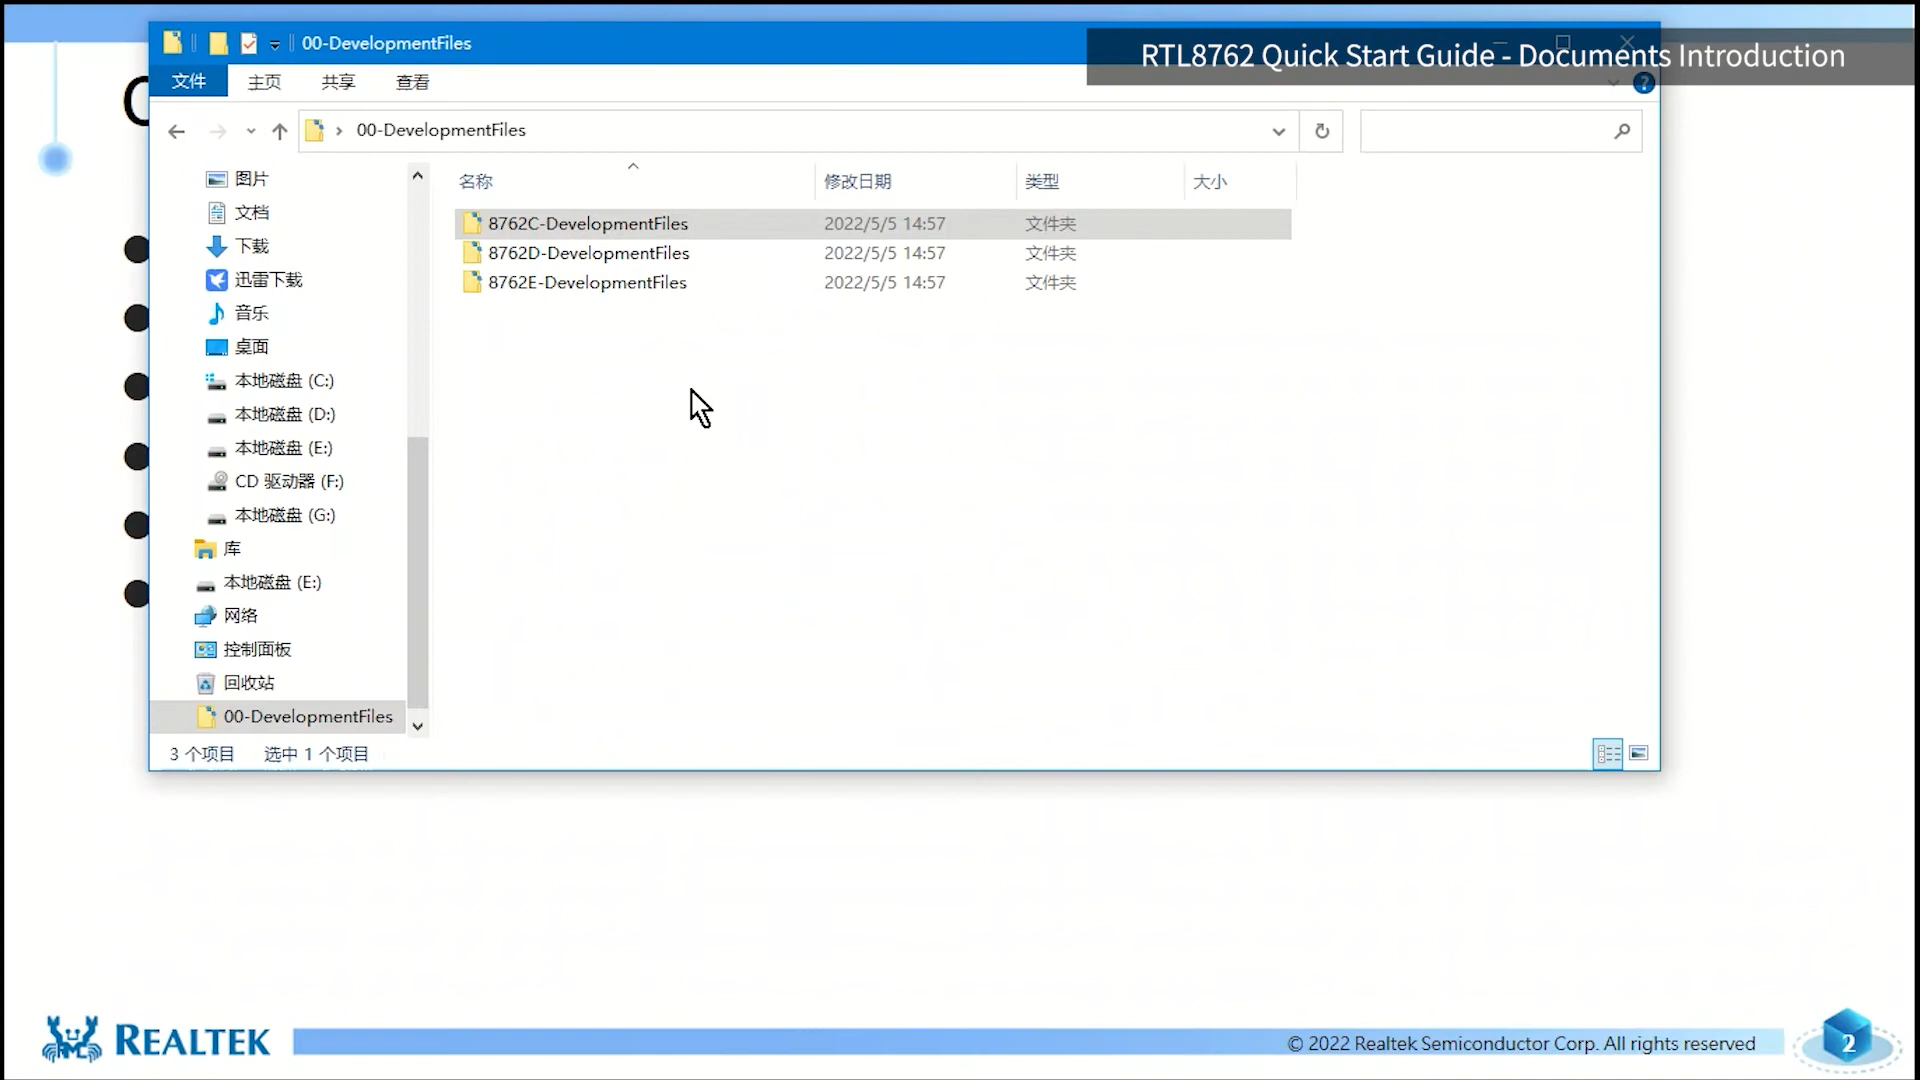 00-DevelopmentFiles
RTL8762 Quick Start Guide - Documents Introduction
文件 主页 共享 查看
00-DevelopmentFiles
名称 修改日期 类型 大小
8762C-DevelopmentFiles 2022/5/5 14:57 文件夹
8762D-DevelopmentFiles 2022/5/5 14:57 文件夹
8762E-DevelopmentFiles 2022/5/5 14:57 文件夹
图片
文档
下载
迅雷下载
音乐
桌面
本地磁盘 (C:)
本地磁盘 (D:)
本地磁盘 (E:)
CD 驱动器 (F:)
本地磁盘 (G:)
库
本地磁盘 (E:)
网络
控制面板
回收站
00-DevelopmentFiles
3 个项目 选中 1 个项目
REALTEK
© 2022 Realtek Semiconductor Corp. All rights reserved
2